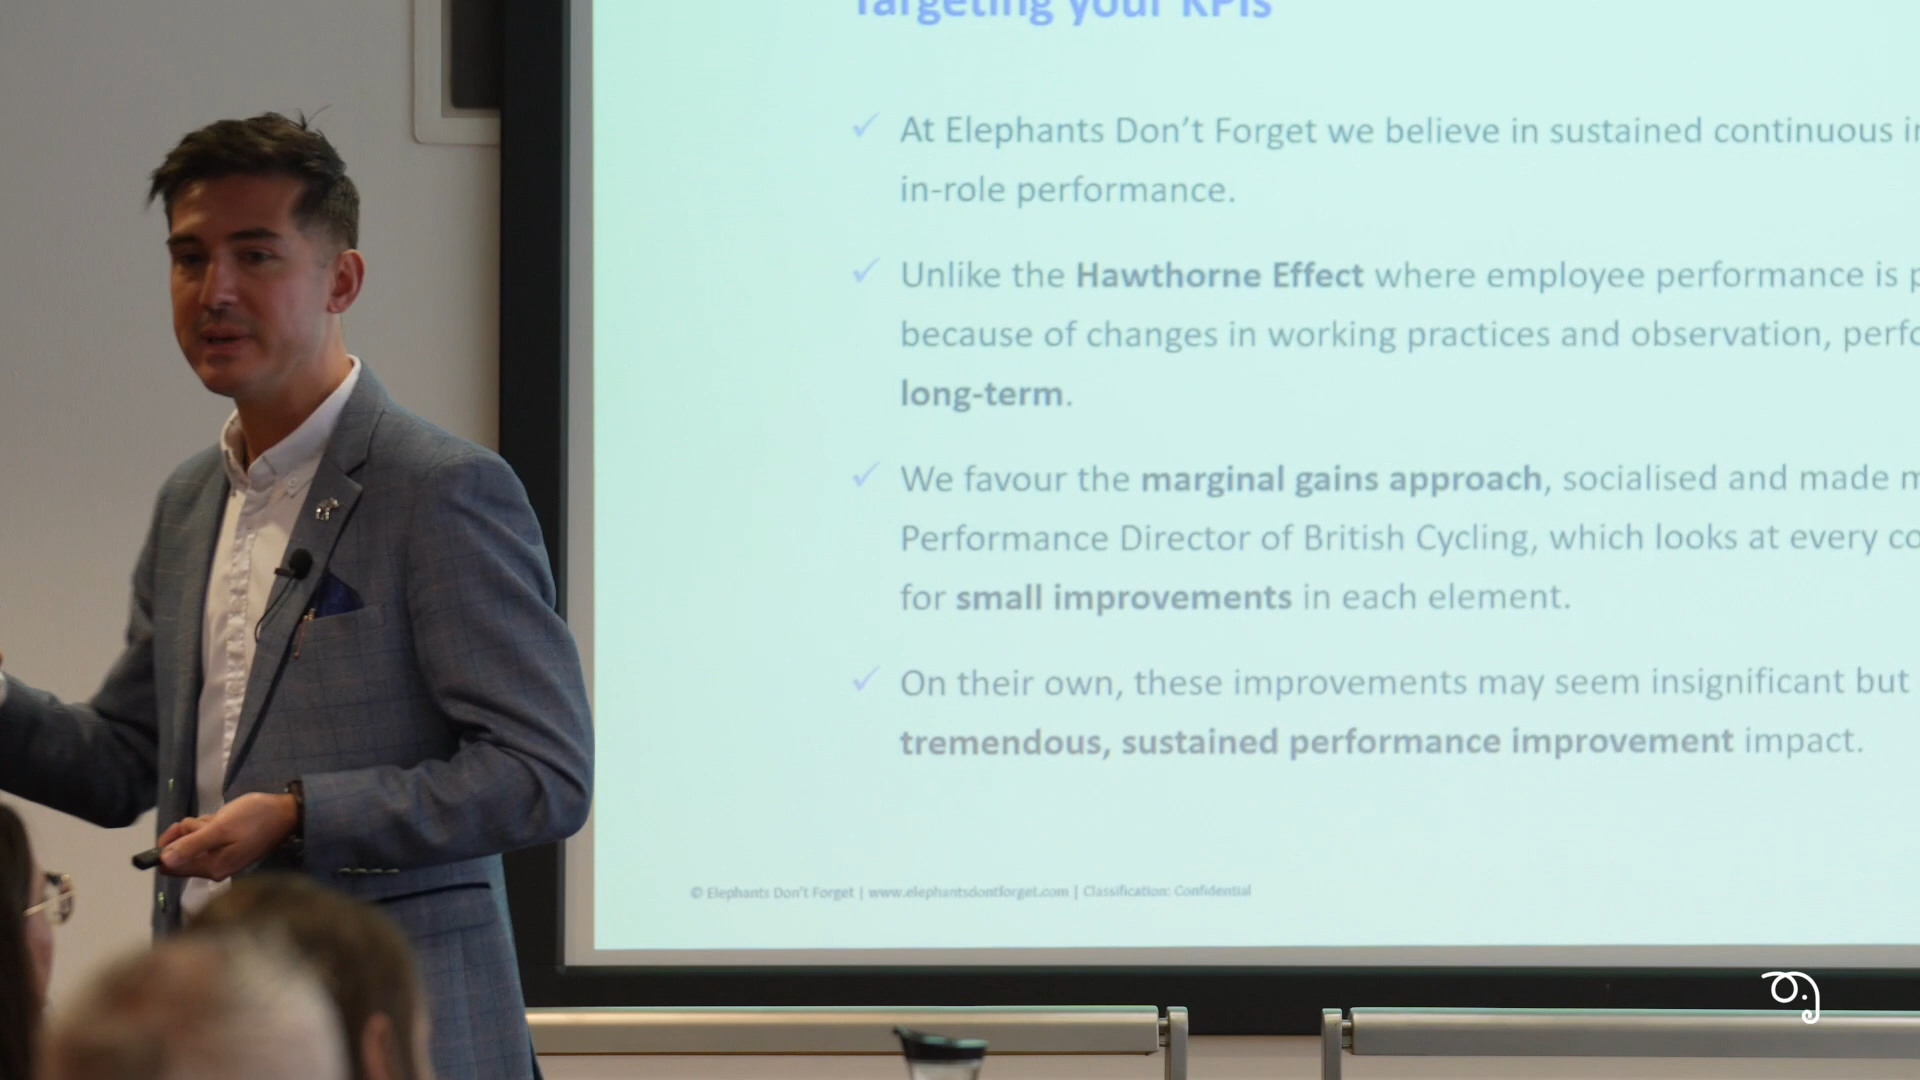 Targeting your KPIs
At Elephants Don't Forget we believe in sustained continuous
in-role performance.
Unlike the Hawthorne Effect where employee performance is
because of changes in working practices and observation,
long-term.
We favour the marginal gains approach, socialised and made
Performance Director of British Cycling, which looks at every
for small improvements in each element.
On their own, these improvements may seem insignificant but
tremendous, sustained performance improvement impact.
© Elephants Don't Forget | www.elephantsdontforget.com | Classification: Confidential